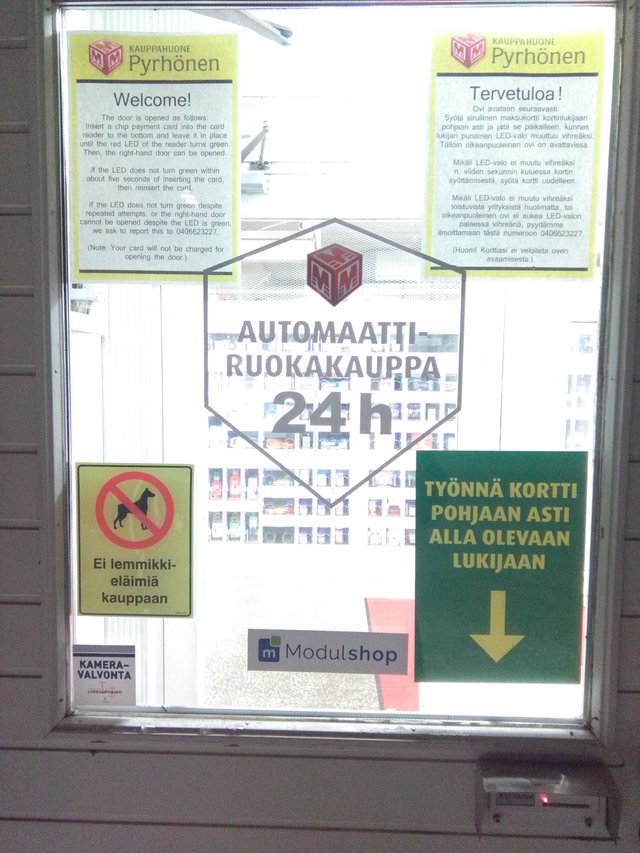 KAUPPAHUONE
Pyrhönen
Welcome!
The door is opened as follows:
insert a chip payment card into the card
reader to the bottom and leave it in place
until the red LED of the reader turns green.
Then, the right-hand door can be opened.
If the LED does not turn green within
about five seconds of inserting the card,
then reinsert the card.
If the LED does not turn green despite
repeated attempts, or the right-hand door
cannot be opened despite the LED is green,
we ask to report this to 0406623227.
(Note: Your card will not be charged for
opening the door.)
KAUPPAHUONE
Pyrhönen
Tervetuloa!
Ovi avataan seuraavasti:
Syötä sirullinen maksukortti kortinlukijaan
pohjaan asti ja jätä se paikalleen, kunnes
lukijan punainen LED-valo muuttuu vihreäksi.
Tällöin oikeanpuoleinen ovi on avattavissa.
Mikäli LED-valo ei muutu vihreäksi
n. viiden sekunnin kuluessa kortin
syöttämisestä, syötä kortti uudelleen.
Mikäli LED-valo ei muutu vihreäksi
toistuvista yrityksistä huolimatta, tai
oikeanpuoleinen ovi ei aukea LED-valon
palaessa vihreänä, pyydämme
ilmoittamaan tästä numeroon 0406623227.
(Huom! Korttiasi ei veloiteta oven
avaamisesta.)
AUTOMAATTI-
RUOKAKAUPPA
24h
Ei lemmikki-
eläimiä
kauppaan
TYÖNNÄ KORTTI
POHJAAN ASTI
ALLA OLEVAAN
LUKIJAAN
KAMERA-
VALVONTA
m Modulshop
AVOINNA